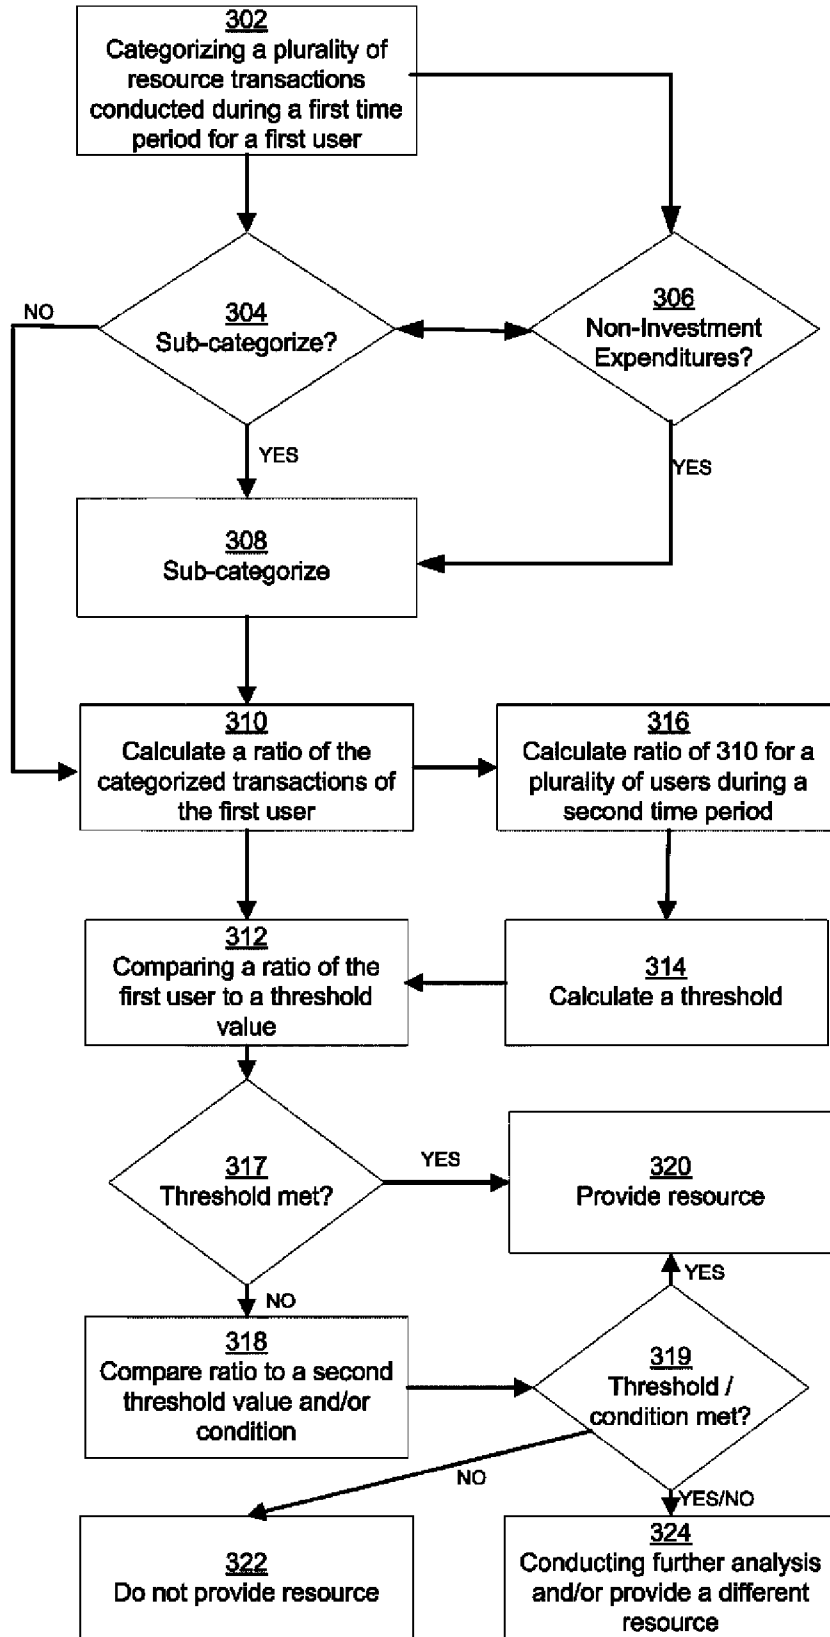 302
Categorizing a plurality of
resource transactions
conducted during a first time
period for a first user
NO
304
Sub-categorize?
306
Non-Investment
Expenditures?
YES
YES
308
Sub-categorize
310
Calculate a ratio of the
categorized transactions of
the first user
316
Calculate ratio of 310 for a
plurality of users during a
second time period
312
Comparing a ratio of the
first user to a threshold
value
314
Calculate a threshold
317
Threshold met?
YES
320
Provide resource
NO
YES
318
Compare ratio to a second
threshold value and/or
condition
319
Threshold /
condition met?
NO
YES/NO
322
Do not provide resource
324
Conducting further analysis
and/or provide a different
resource